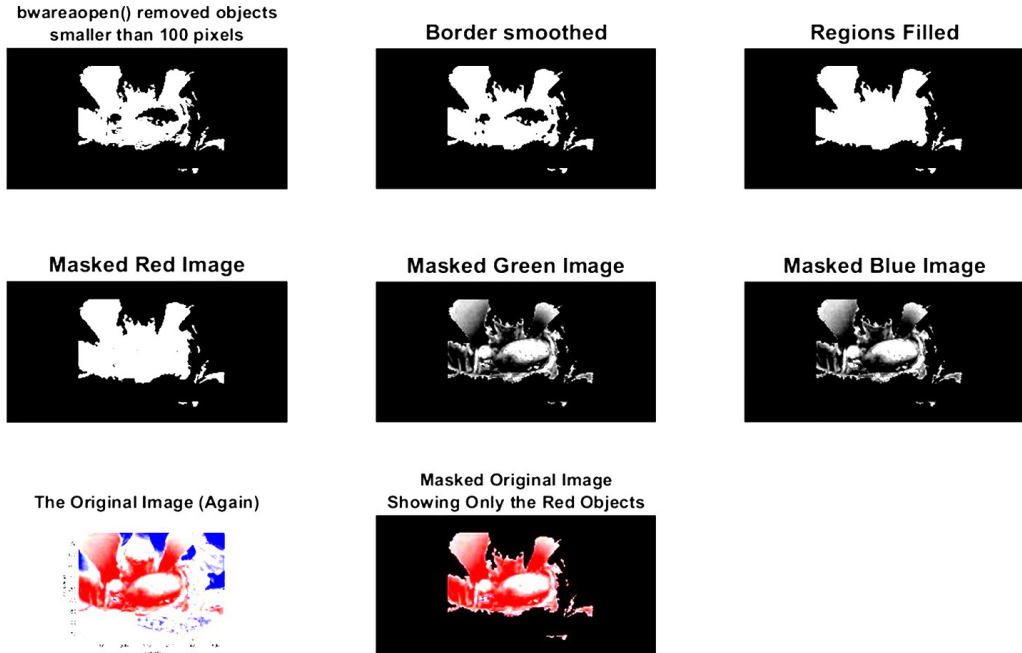 bwareaopen() removed objects
smaller than 100 pixels
Border smoothed
Regions Filled
Masked Red Image
Masked Green Image
Masked Blue Image
The Original Image (Again)
Masked Original Image
Showing Only the Red Objects